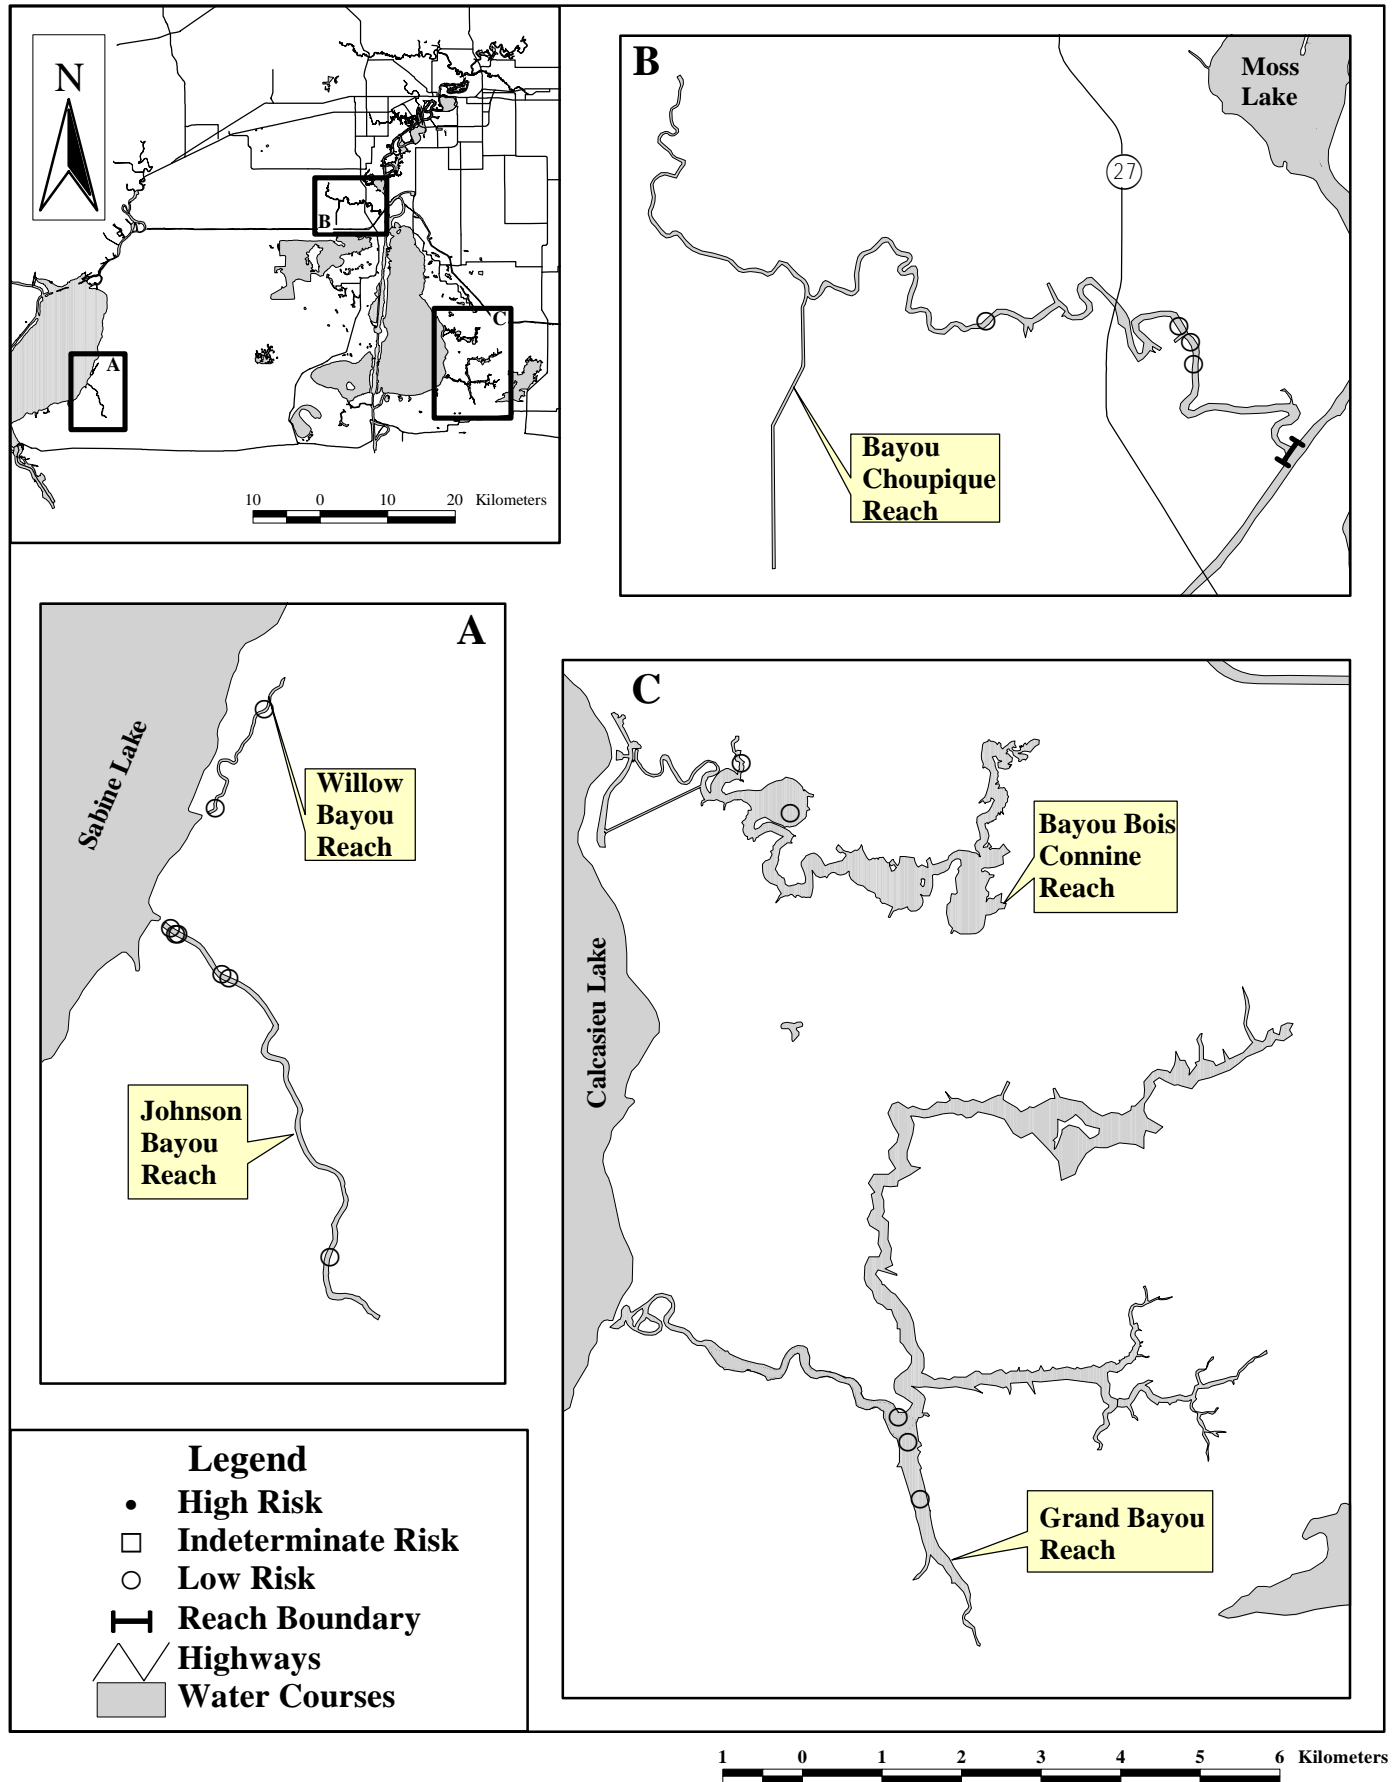 N
B
A
C
10 0 10 20 Kilometers
B
Moss
Lake
27
Bayou
Choupique
Reach
A
Sabine Lake
Willow
Bayou
Reach
Johnson
Bayou
Reach
C
Calcasieu Lake
Bayou Bois
Connine
Reach
Grand Bayou
Reach
Legend
High Risk
Indeterminate Risk
Low Risk
Reach Boundary
Highways
Water Courses
1 0 1 2 3 4 5 6 Kilometers